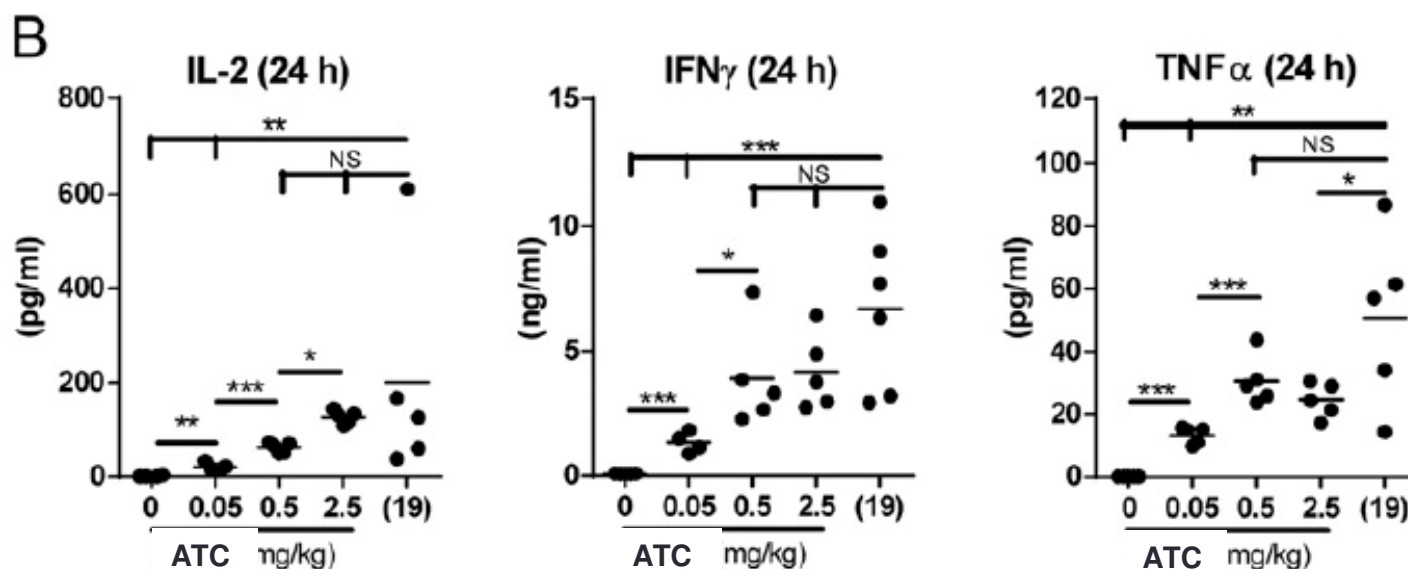 B
IL-2 (24 h)
800
600
400
200
0
(pg/ml)
**
NS
**
***
*
0 0.05 0.5 2.5 (19)
ATC mg/kg)
IFNγ (24 h)
15
10
5
0
(ng/ml)
***
NS
***
*
0 0.05 0.5 2.5 (19)
ATC mg/kg)
TNF α (24 h)
120
100
80
60
40
20
0
(pg/ml)
**
NS
*
***
***
0 0.05 0.5 2.5 (19)
ATC mg/kg)